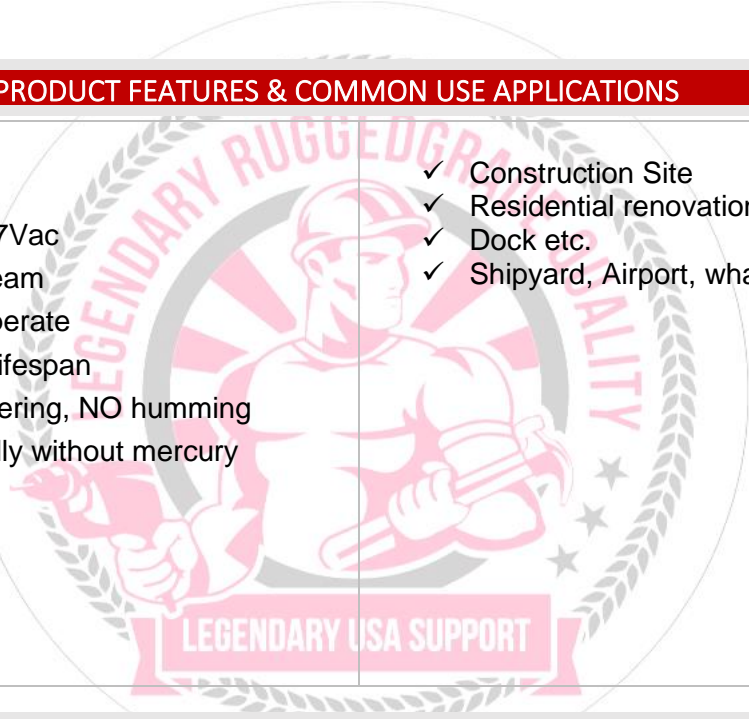 PRODUCT FEATURES & COMMON USE APPLICATIONS
7Vac
eam
perate
ifespan
ering, NO humming
lly without mercury
✓ Construction Site
✓ Residential renovation
✓ Dock etc.
✓ Shipyard, Airport, wha
LEGENDARY RUGGEDGRADE QUALITY
LEGENDARY USA SUPPORT